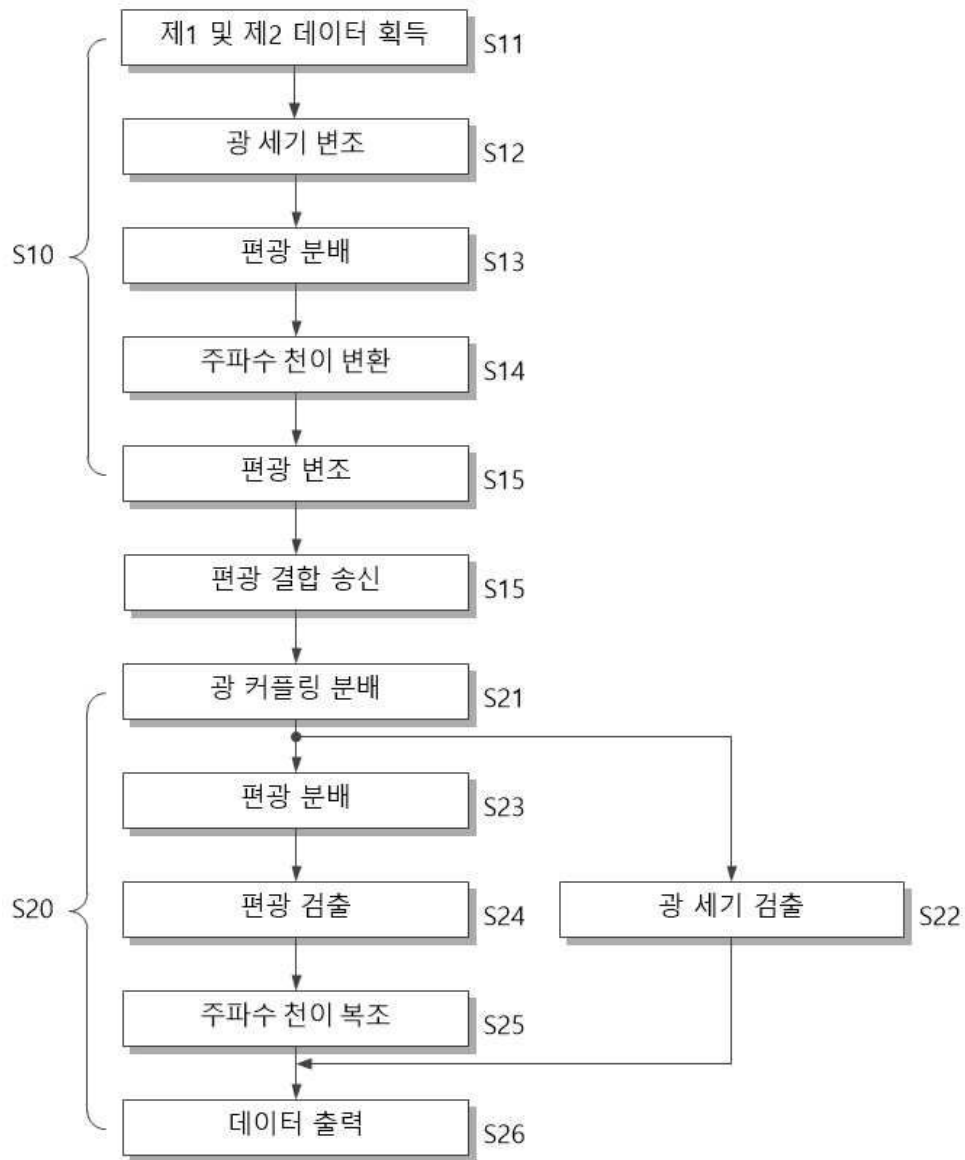 제1 및 제2 데이터 획득 S11
광 세기 변조 S12
편광 분배 S13
S10
주파수 천이 변환 S14
편광 변조 S15
편광 결합 송신 S15
광 커플링 분배 S21
편광 분배 S23
S20
편광 검출 S24
광 세기 검출 S22
주파수 천이 복조 S25
데이터 출력 S26